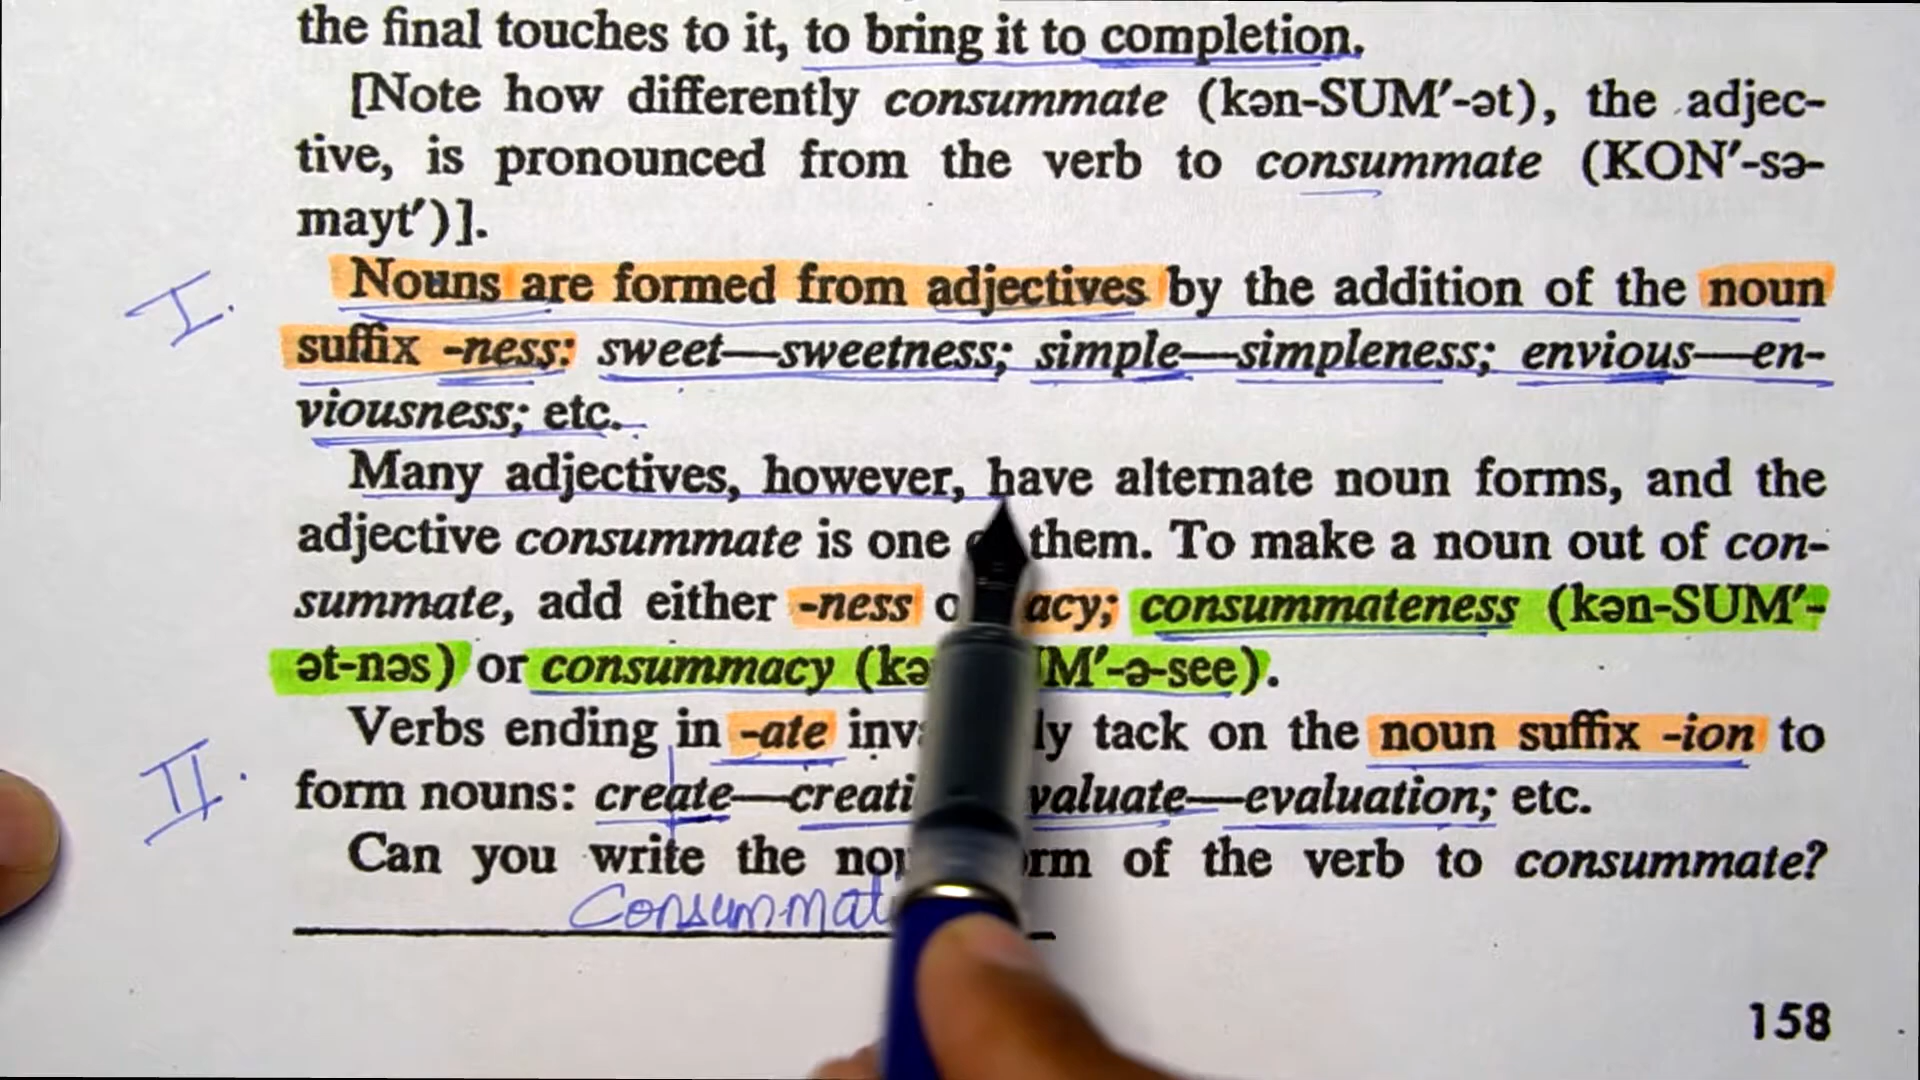 the final touches to it, to bring it to completion.
[Note how differently consummate (kən-SUM′-ət), the adjec-
tive, is pronounced from the verb to consummate (KON′-sə-
mayt′)].
I.
Nouns are formed from adjectives by the addition of the noun
suffix -ness: sweet—sweetness; simple—simpleness; envious—en-
viousness; etc.
Many adjectives, however, have alternate noun forms, and the
adjective consummate is one them. To make a noun out of con-
summate, add either -ness acy; consummateness (kən-SUM′-
ət-nəs) or consummacy (kə M′-ə-see).
II.
Verbs ending in -ate inv ly tack on the noun suffix -ion to
form nouns: create—creati valuate—evaluation; etc.
Can you write the no rm of the verb to consummate?
Consummat
158